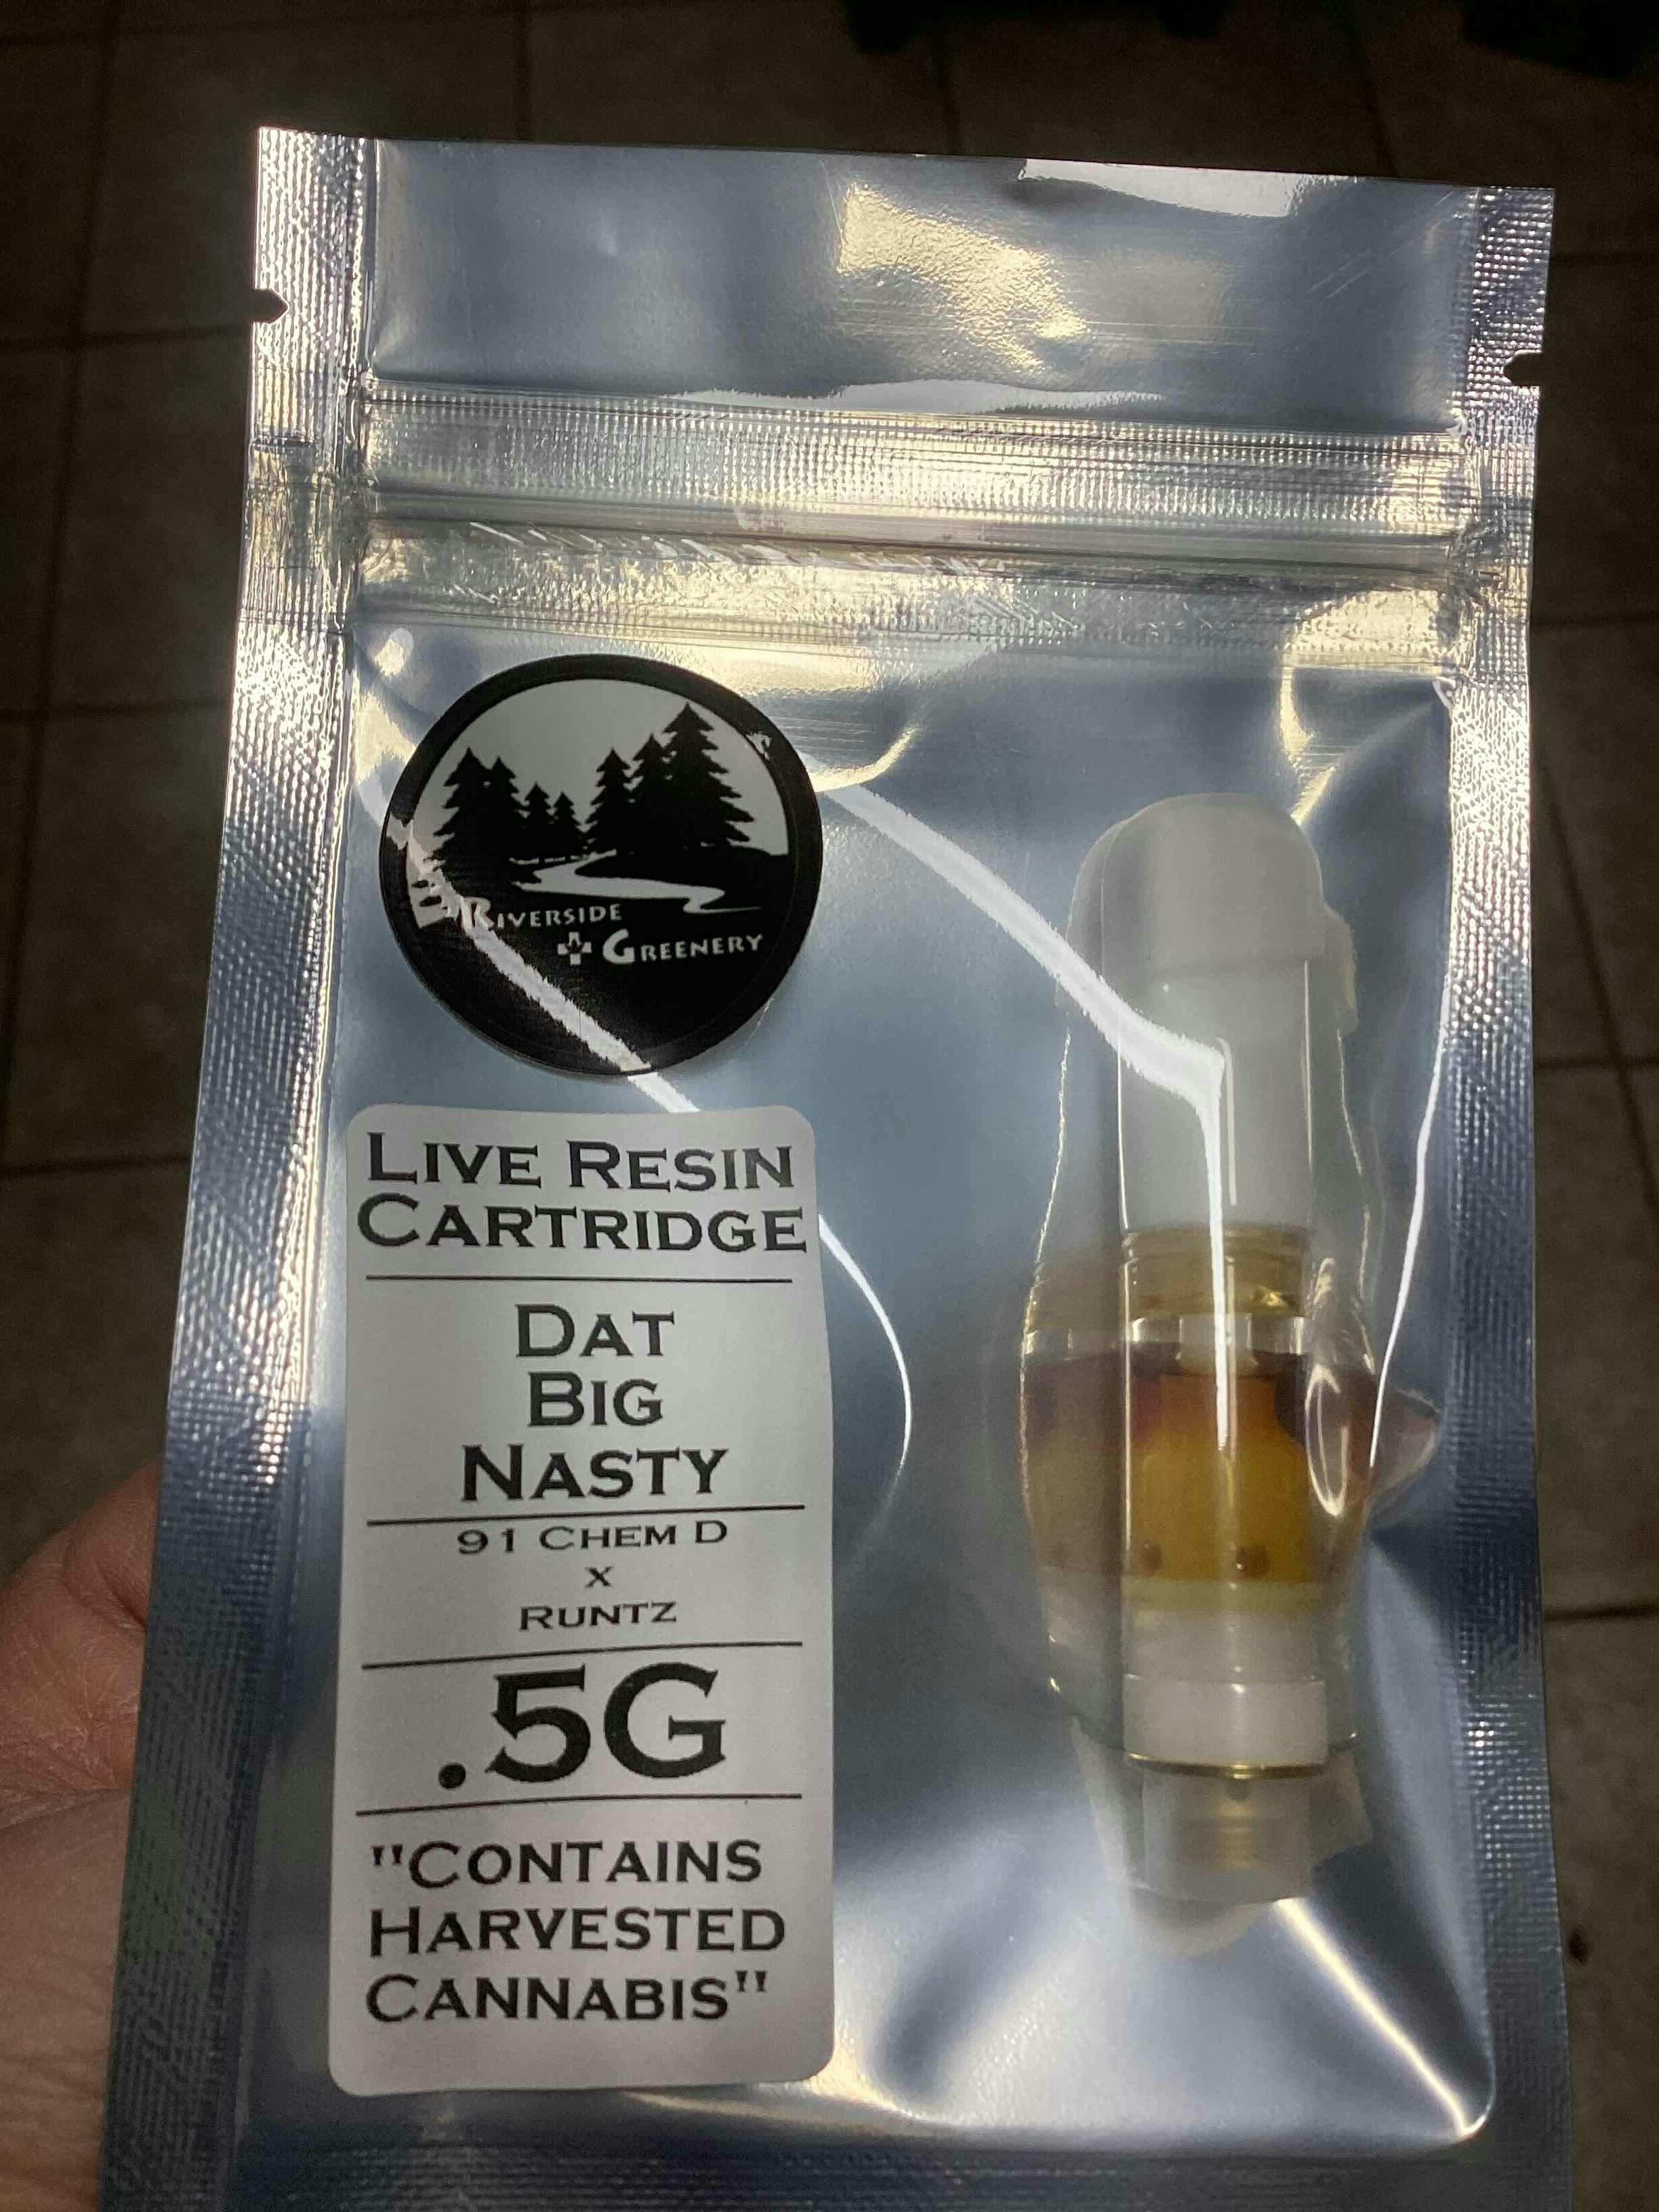 Riverside
Greenery
Live Resin
Cartridge
Dat
Big
Nasty
91 Chem D
x
Runtz
.5G
"Contains
Harvested
Cannabis"